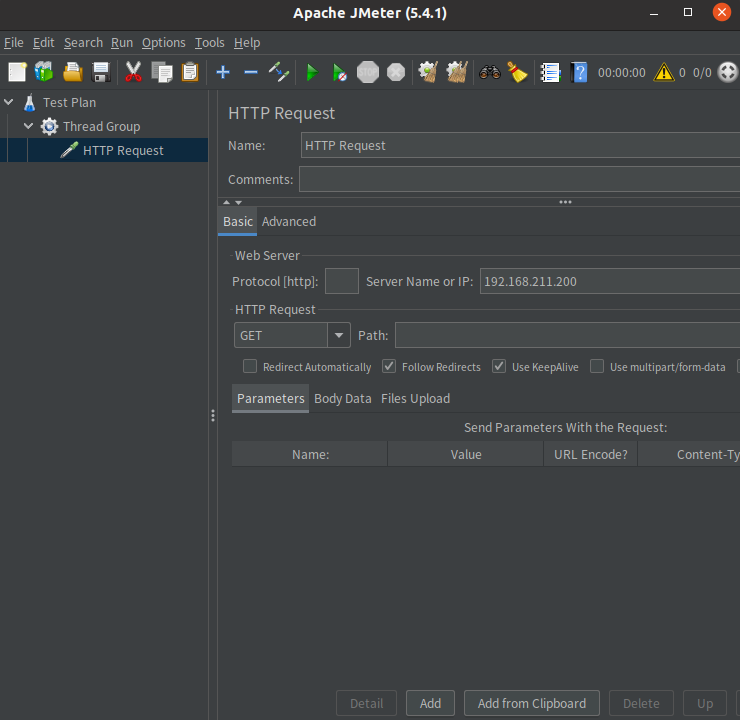 Apache JMeter (5.4.1)
File Edit Search Run Options Tools Help
STOP 00:00:00 0 0/0
Test Plan
Thread Group
HTTP Request
HTTP Request
Name: HTTP Request
Comments:
Basic Advanced
Web Server
Protocol [http]: Server Name or IP: 192.168.211.200
HTTP Request
GET Path:
Redirect Automatically Follow Redirects Use KeepAlive Use multipart/form-data
Parameters Body Data Files Upload
Send Parameters With the Request:
Name: Value URL Encode? Content-Ty
Detail Add Add from Clipboard Delete Up